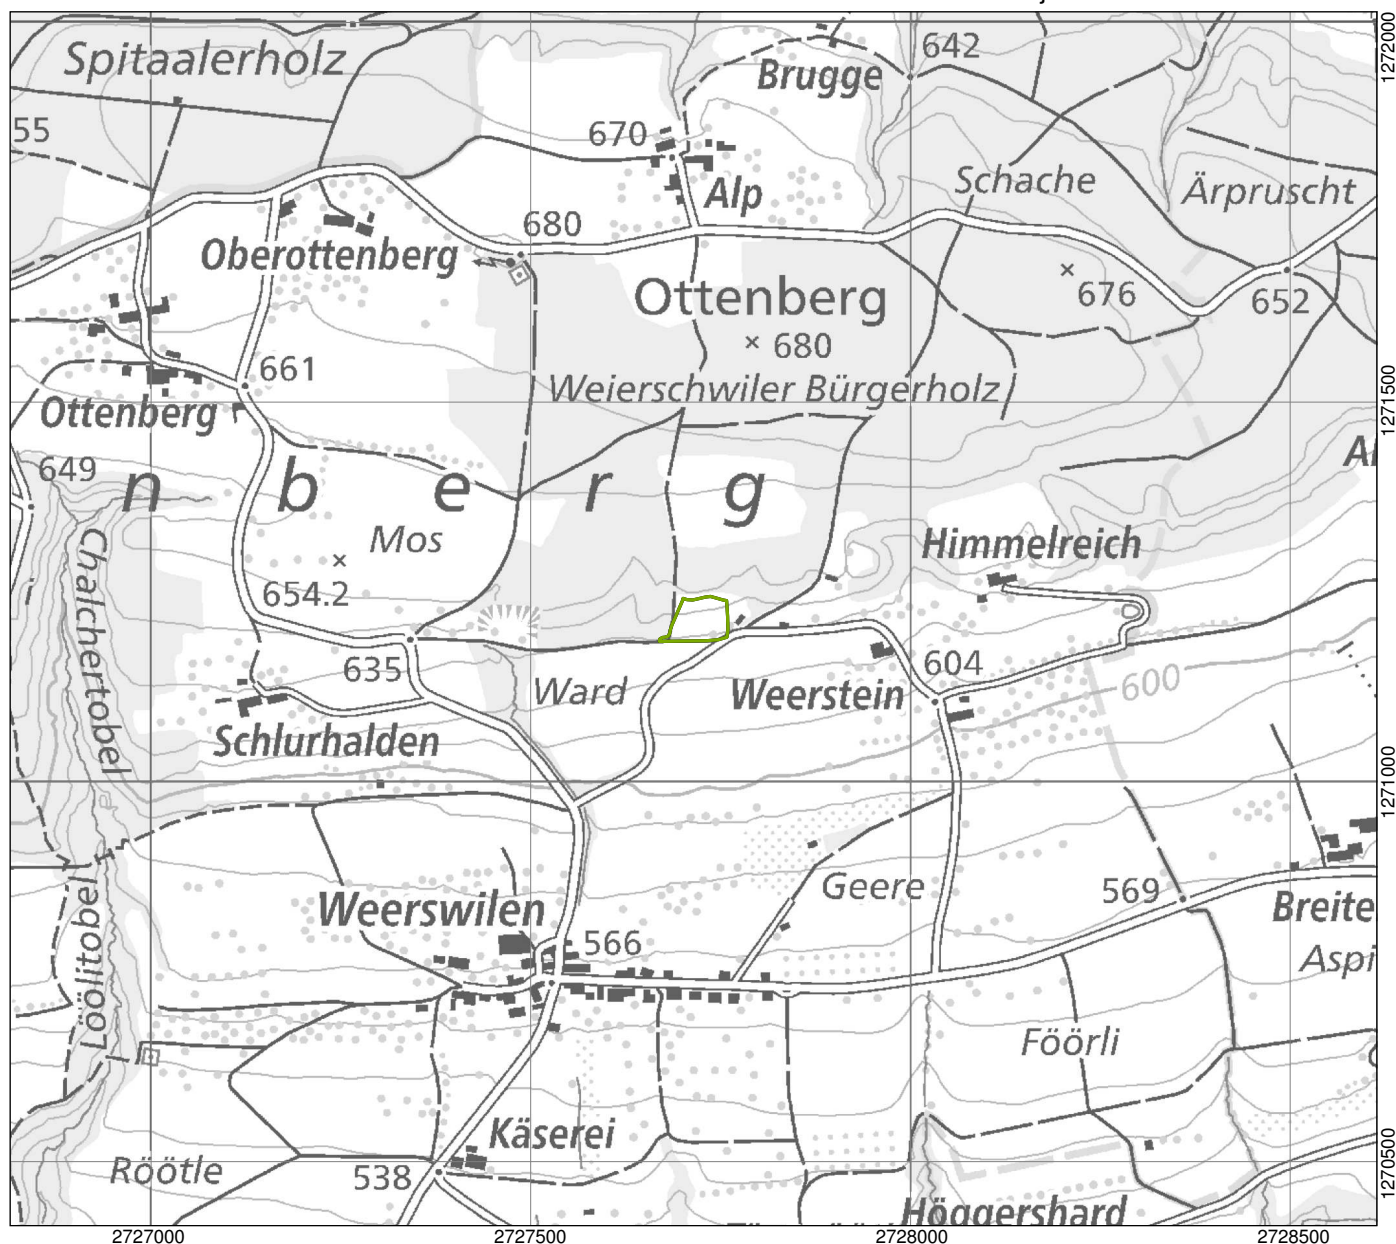 1272000
Spitaalerholz
642
Brugge
55
670
Schache
Alp
Ärpruscht
680
Oberottenberg
Ottenberg
676
652
680
661
Weierschwiler Bürgerholz
Ottenberg
1271500
649
n b e r g
Mos
Himmelreich
Chalchertobel
654.2
635
604
Ward
Weerstein
600
Schlurhalden
1271000
Geere
569
Weerswilen
Breite
566
Aspi
Löölitobel
Föörli
Käserei
Röötle
538
Höggershard
1270500
2727000
2727500
2728000
2728500